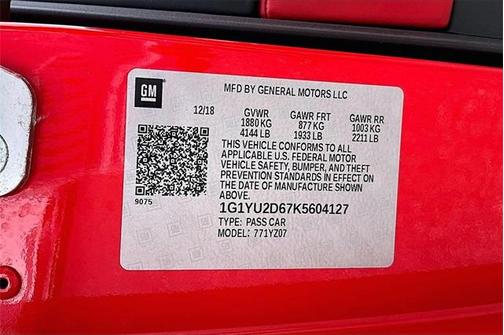 GM
MFD BY GENERAL MOTORS LLC
12/18 GVWR GAWR FRT GAWR RR
1880 KG 877 KG 1003 KG
4144 LB 1933 LB 2211 LB
THIS VEHICLE CONFORMS TO ALL
APPLICABLE U.S. FEDERAL MOTOR
VEHICLE SAFETY, BUMPER, AND THEFT
PREVENTION STANDARDS IN EFFECT ON
THE DATE OF MANUFACTURE SHOWN
ABOVE.
9075
1G1YU2D67K5604127
TYPE: PASS CAR
MODEL: 771YZ07